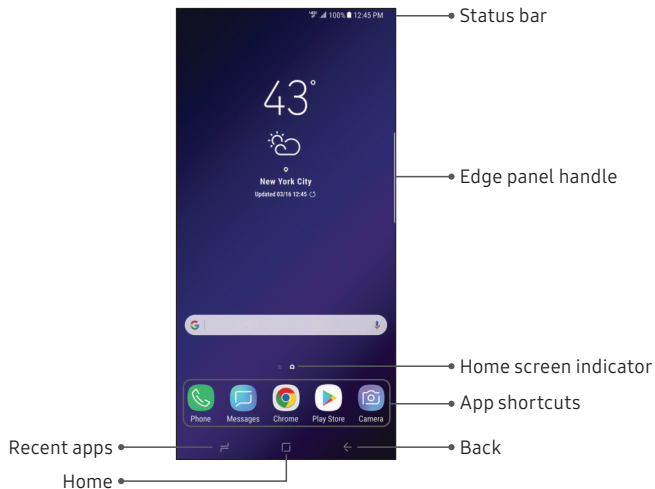 100% 12:45 PM
Status bar
43°
New York City
Updated 03/16 12:45
Edge panel handle
G
Home screen indicator
Phone Messages Chrome Play Store Camera
App shortcuts
Recent apps
Back
Home